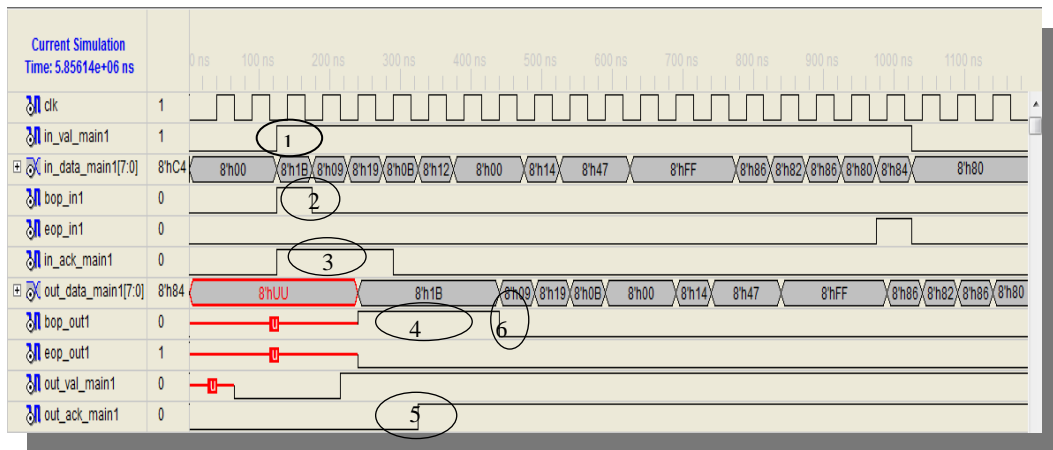 Current Simulation
Time: 5.85614e+06 ns
0 ns 100 ns 200 ns 300 ns 400 ns 500 ns 600 ns 700 ns 800 ns 900 ns 1000 ns 1100 ns
clk 1
in_val_main1 1 1
in_data_main1[7:0] 8'hC4 8'h00 8'h1B 8'h09 8'h19 8'h0B 8'h12 8'h00 8'h14 8'h47 8'hFF 8'h86 8'h82 8'h86 8'h80 8'h84 8'h80
bop_in1 0 2
eop_in1 0
in_ack_main1 0 3
out_data_main1[7:0] 8'h84 8'hUU 8'h1B 8'h09 8'h19 8'h0B 8'h00 8'h14 8'h47 8'hFF 8'h86 8'h82 8'h86 8'h80
bop_out1 0 U 4 6
eop_out1 1 U
out_val_main1 0 U
out_ack_main1 0 5